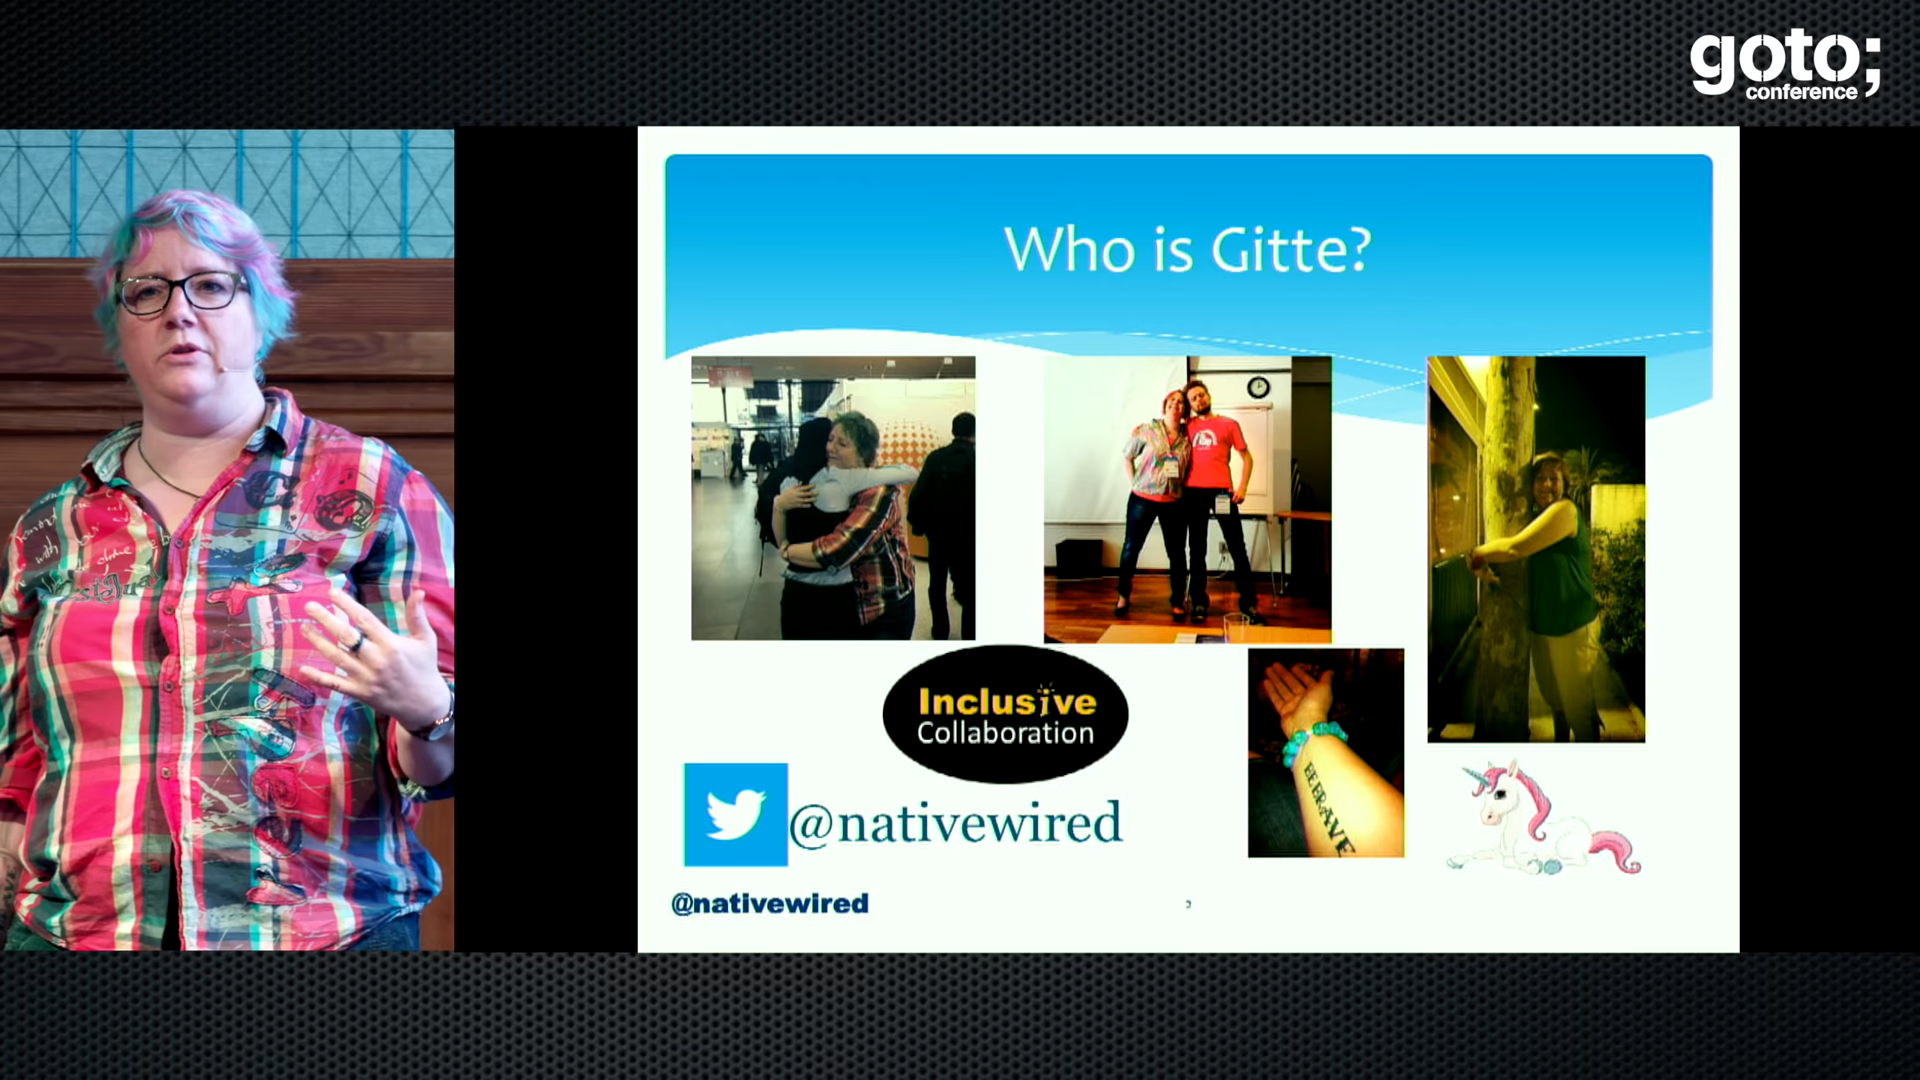 goto;
conference
Who is Gitte?
Inclusive
Collaboration
BE BRAVE
@nativewired
@nativewired